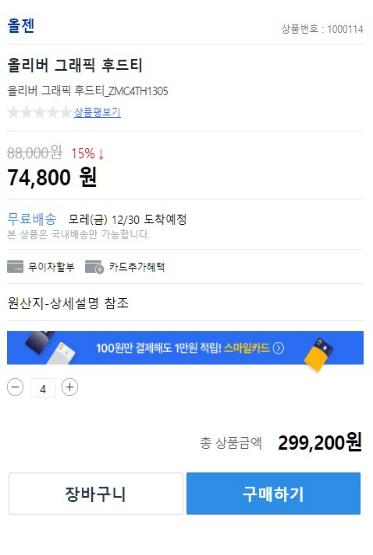 올젠
상품번호 : 1000114
올리버 그래픽 후드티
올리버 그래픽 후드티_ZMC4TH1305
상품평보기
88,000원 15%↓
74,800 원
무료배송 모레(금) 12/30 도착예정
본 상품은 국내배송만 가능합니다.
무이자할부 카드추가혜택
원산지-상세설명 참조
100원만 결제해도 1만원 적립! 스마일카드
4
총 상품금액 299,200원
장바구니 구매하기